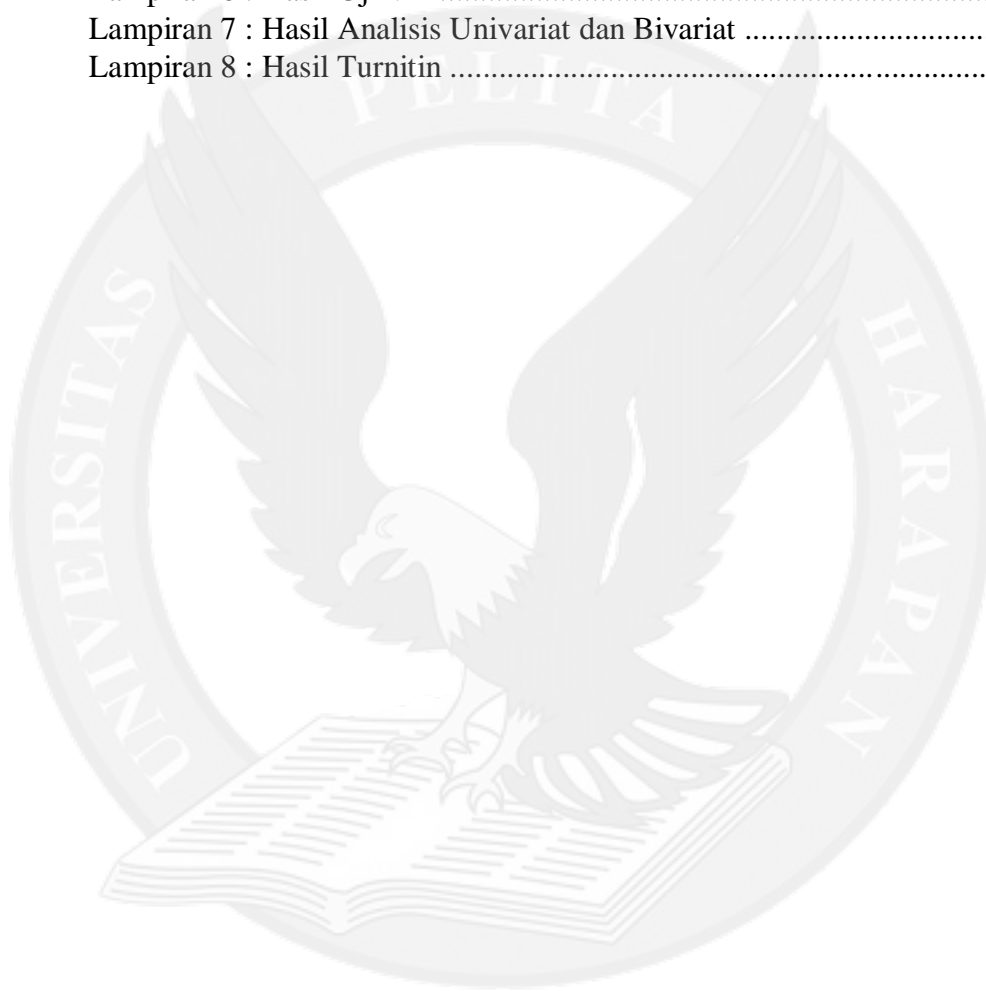 Lampiran 7 : Hasil Analisis Univariat dan Bivariat .............................
Lampiran 8 : Hasil Turnitin ..................................................................
PELITA
UNIVERSITAS
HARAPAN